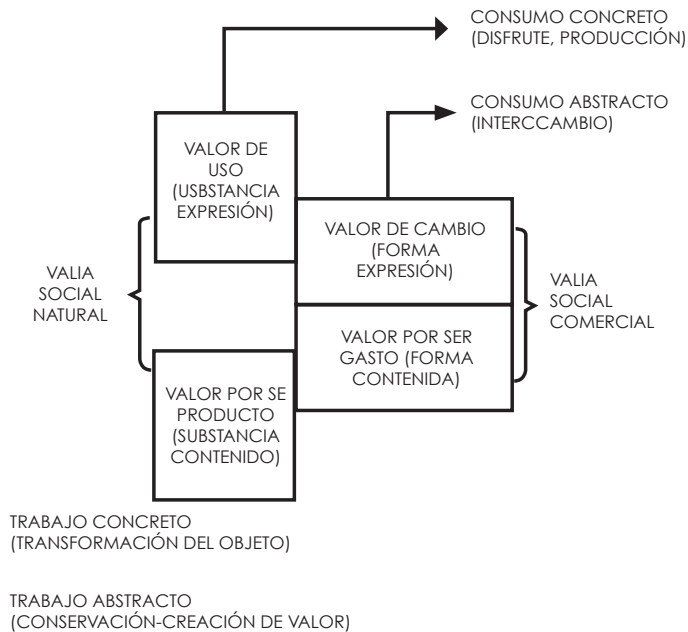 CONSUMO CONCRETO
(DISFRUTE, PRODUCCIÓN)
CONSUMO ABSTRACTO
(INTERCCAMBIO)
VALOR DE
USO
(USBSTANCIA
EXPRESIÓN)
VALOR DE CAMBIO
(FORMA
EXPRESIÓN)
VALIA
SOCIAL
NATURAL
VALIA
SOCIAL
COMERCIAL
VALOR POR SER
GASTO (FORMA
CONTENIDA)
VALOR POR SE
PRODUCTO
(SUBSTANCIA
CONTENIDO)
TRABAJO CONCRETO
(TRANSFORMACIÓN DEL OBJETO)
TRABAJO ABSTRACTO
(CONSERVACIÓN-CREACIÓN DE VALOR)